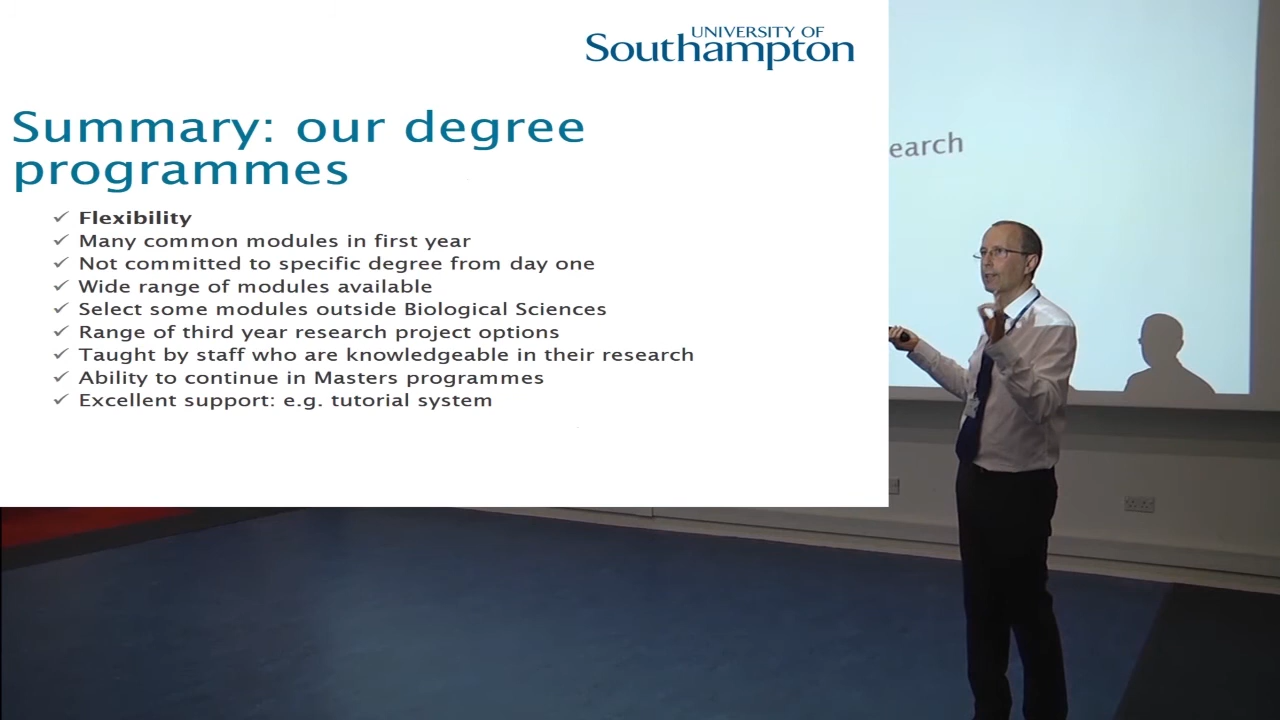 UNIVERSITY OF
Southampton
Summary: our degree
programmes
Flexibility
Many common modules in first year
Not committed to specific degree from day one
Wide range of modules available
Select some modules outside Biological Sciences
Range of third year research project options
Taught by staff who are knowledgeable in their research
Ability to continue in Masters programmes
Excellent support: e.g. tutorial system
earch